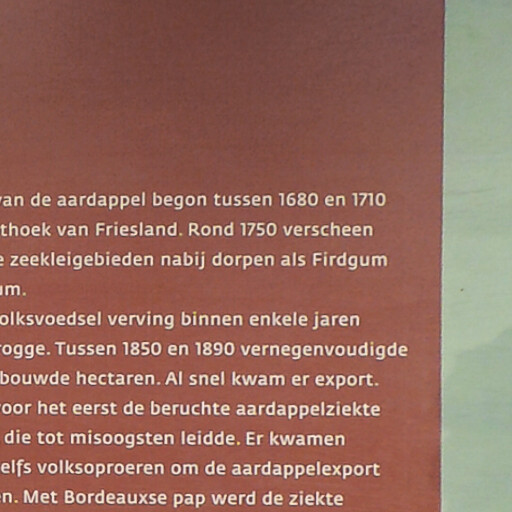 van de aardappel begon tussen 1680 en 1710
thoek van Friesland. Rond 1750 verscheen
e zeekleigebieden nabij dorpen als Firdgum
um.
olksvoedsel verving binnen enkele jaren
rogge. Tussen 1850 en 1890 vernegenvoudigde
bouwde hectaren. Al snel kwam er export.
voor het eerst de beruchte aardappelziekte
die tot misoogsten leidde. Er kwamen
elfs volksoproeren om de aardappelexport
en. Met Bordeauxse pap werd de ziekte